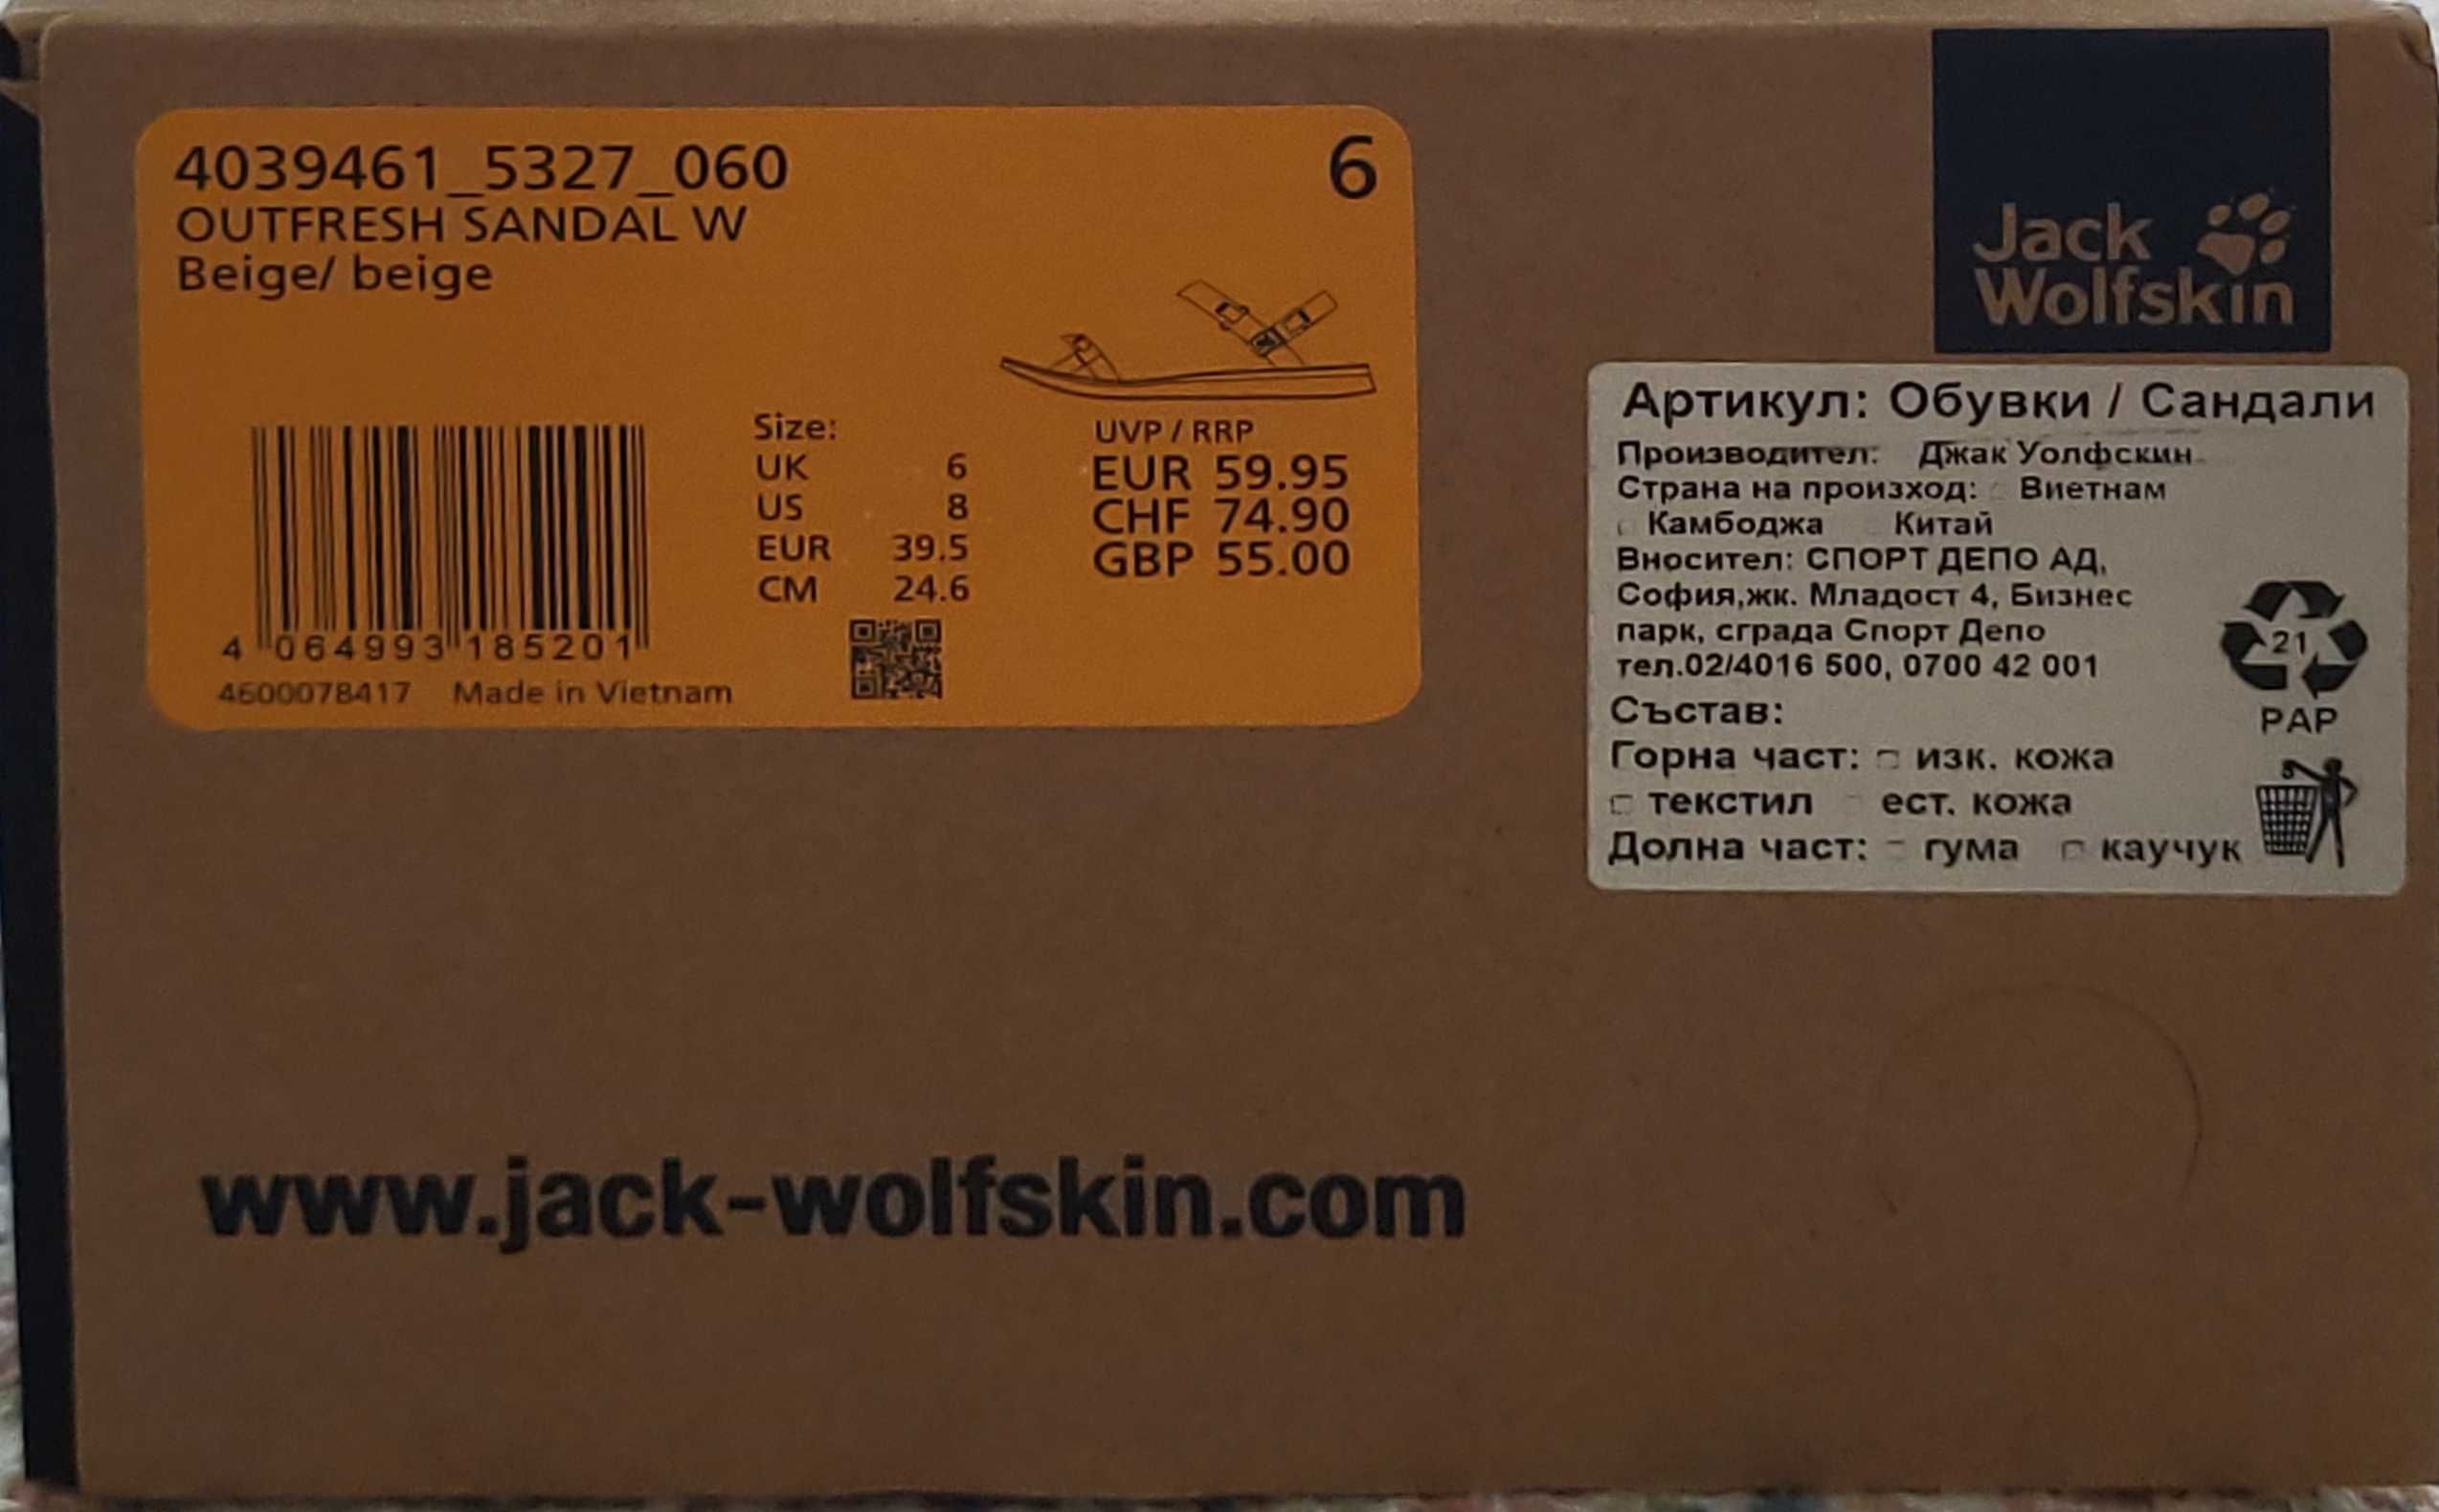 4039461_5327_060
6
OUTFRESH SANDAL W
Beige/ beige
Size:
UK 6
US 8
EUR 39.5
CM 24.6
UVP / RRP
EUR 59.95
CHF 74.90
GBP 55.00
4 064993 185201
4600078417 Made in Vietnam
Jack
Wolfskin
Артикул: Обувки / Сандали
Производител: Джак Уолфскин
Страна на произход: Виетнам
Камбоджа Китай
Вносител: СПОРТ ДЕПО АД,
София,жк. Младост 4, Бизнес
парк, сграда Спорт Депо
тел.02/4016 500, 0700 42 001
Състав:
Горна част: изк. кожа
текстил ест. кожа
Долна част: гума каучук
21
PAP
www.jack-wolfskin.com